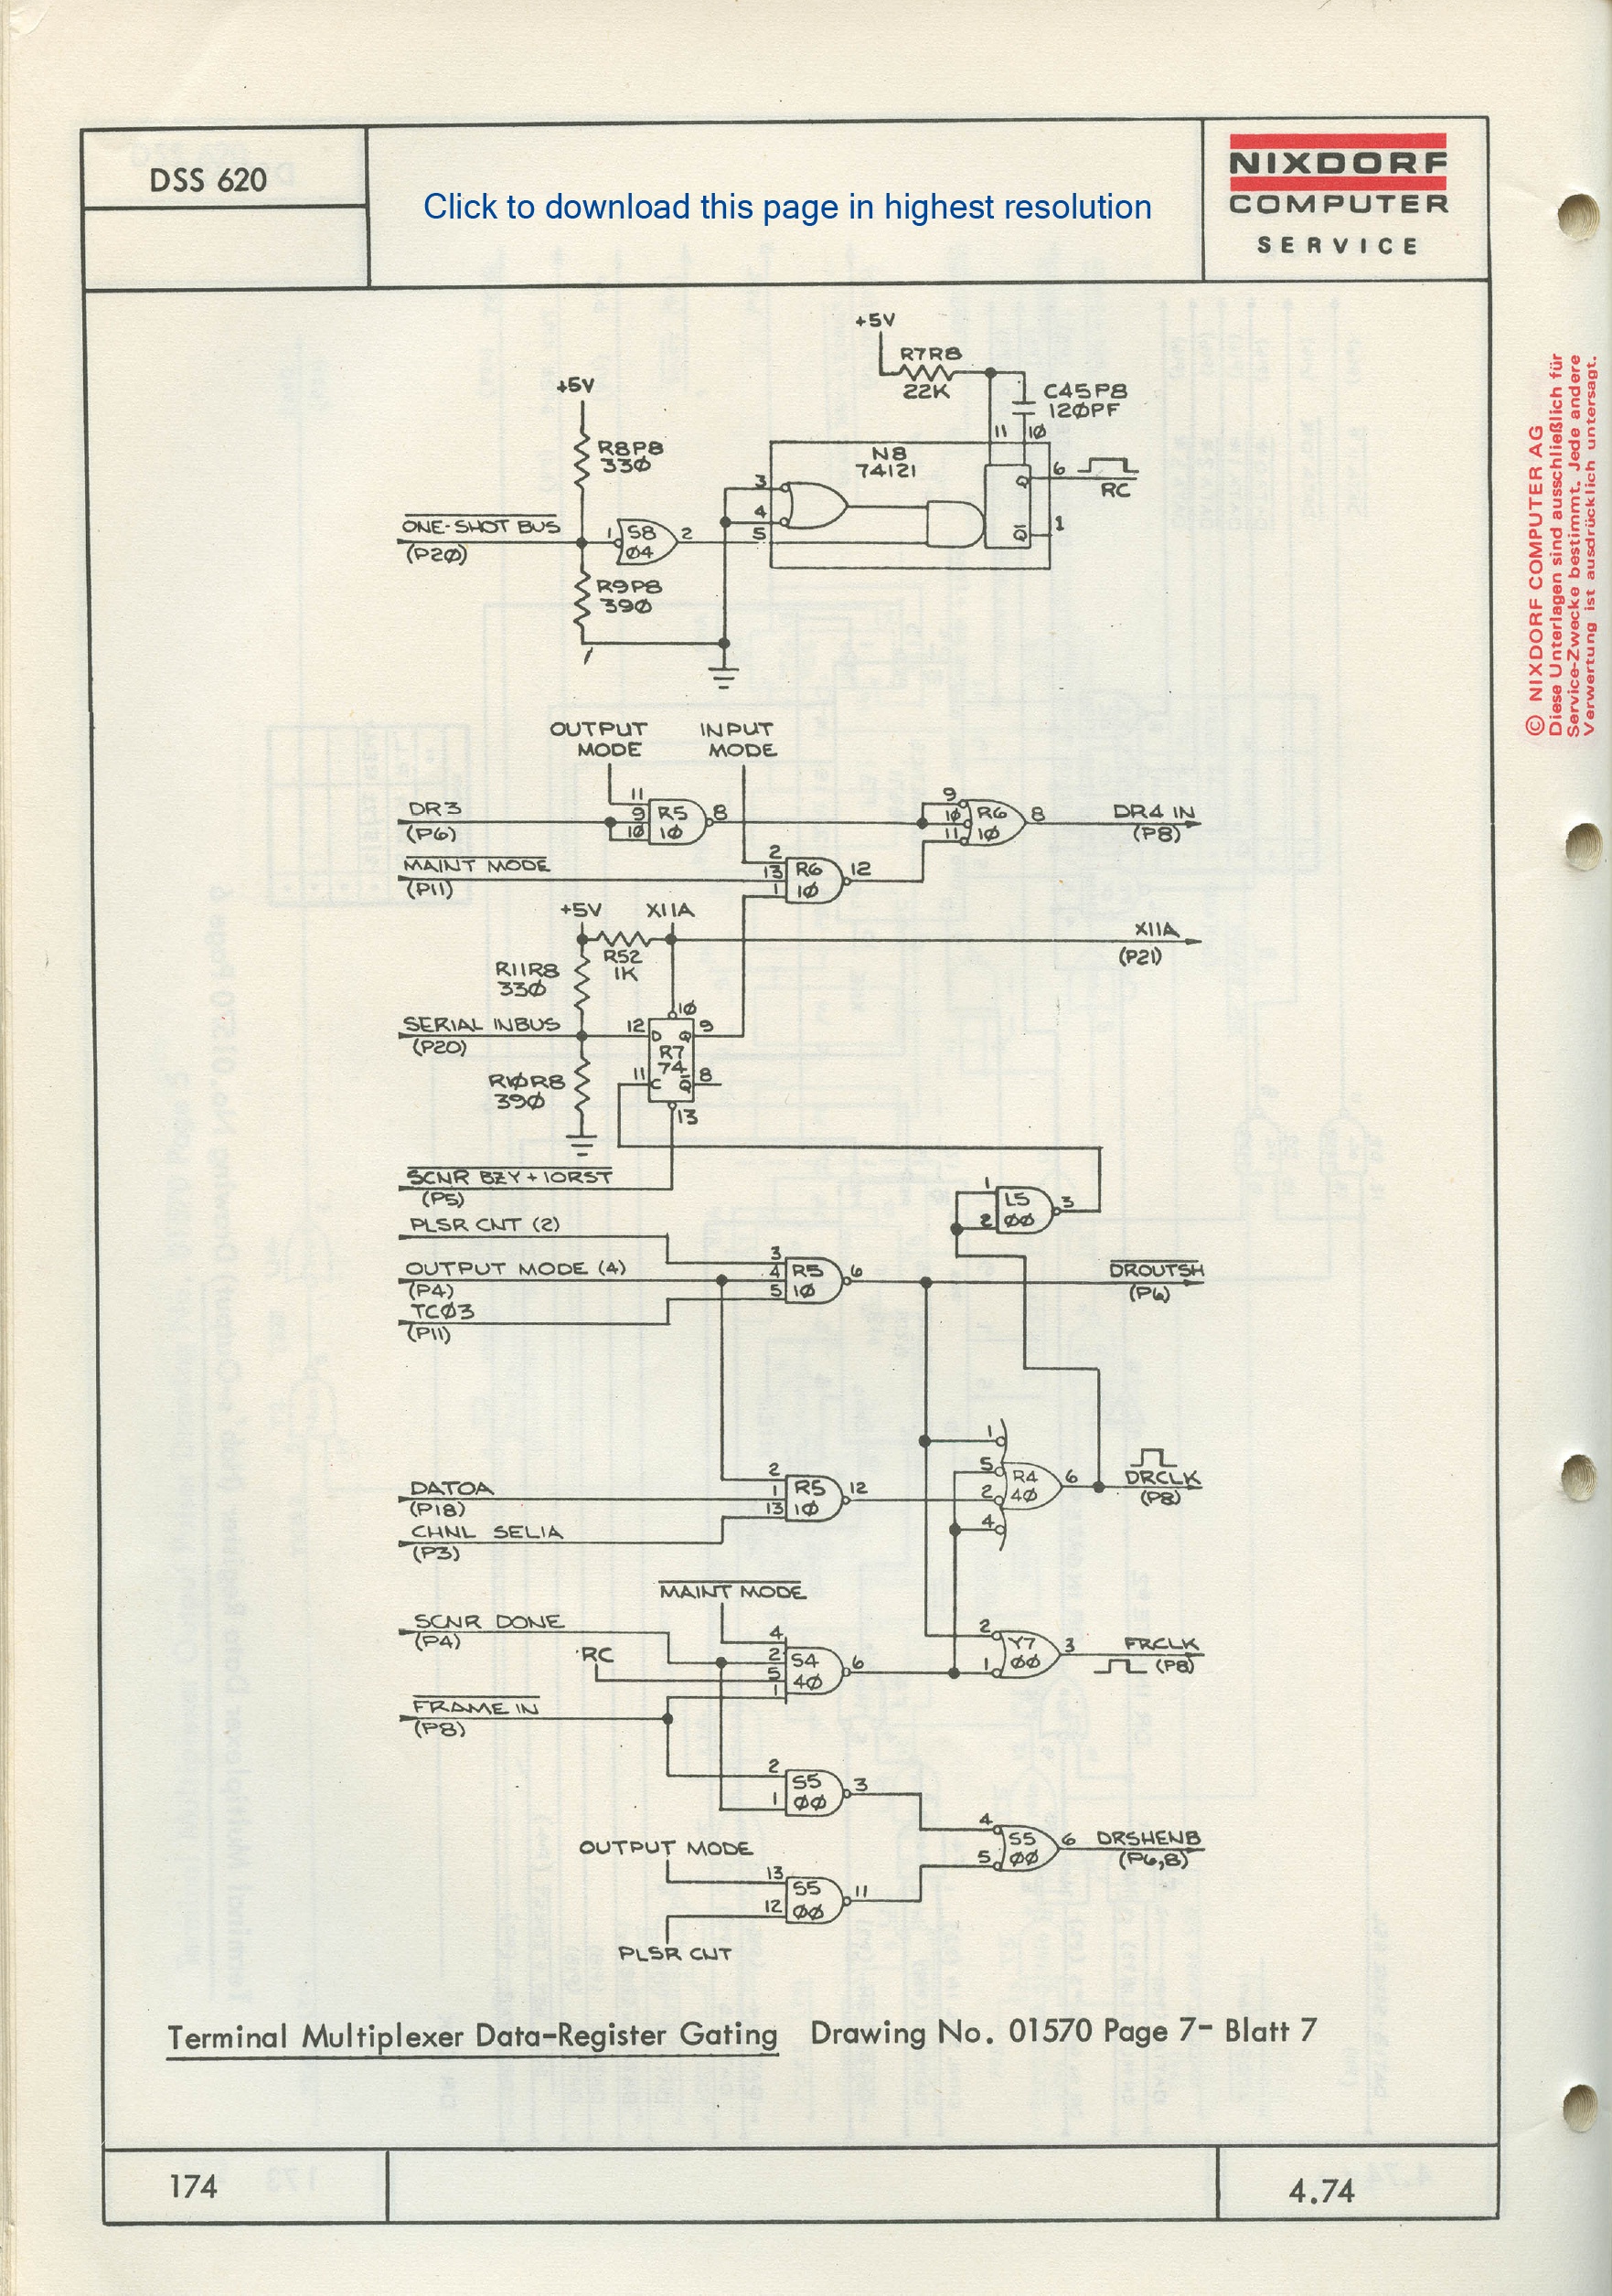 DSS 620
Click to download this page in highest resolution
NIXDORF
COMPUTER
SERVICE
© NIXDORF COMPUTER AG
Diese Unterlagen sind ausschließlich für
Service-Zwecke bestimmt. Jede andere
Verwertung ist ausdrücklich untersagt.
+5V
R7R8
22K
C45P8
12ØPF
11 1Ø
+5V
R8P8
33Ø
N8
74121
3
4
5
Q
Q
6
RC
1
ONE-SHOT BUS
(P2Ø)
1 S8 2
Ø4
R9P8
39Ø
OUTPUT
MODE
INPUT
MODE
DR3
(P6)
11
9
1Ø
R5
1Ø
8
9
1Ø
11
R6
1Ø
8
DR4 IN
(P8)
MAINT MODE
(P11)
2
13
1
R6
1Ø
12
+5V
X11A
R52
1K
X11A
(P21)
R11R8
33Ø
SERIAL INBUS
(P20)
1Ø
12 D Q 9
R7
74
11 C Q 8
13
R1ØR8
39Ø
SCNR BZY + IORST
(P5)
1
2
L5
ØØ
3
PLSR CNT (2)
OUTPUT MODE (4)
(P4)
TCØ3
(P11)
3
4
5
R5
1Ø
6
DROUTSH
(P6)
1
5
2
4
R4
4Ø
6
DRCLK
(P8)
DATOA
(P18)
CHNL SEL1A
(P3)
2
1
13
R5
1Ø
12
MAINT MODE
SCNR DONE
(P4)
RC
FRAME IN
(P8)
4
2
5
1
S4
4Ø
6
2
1
Y7
ØØ
3
FRCLK
(P8)
2
1
S5
ØØ
3
4
5
S5
ØØ
6
DRSHENB
(P6,8)
OUTPUT MODE
13
12
S5
ØØ
11
PLSR CNT
Terminal Multiplexer Data-Register Gating Drawing No. 01570 Page 7- Blatt 7
174
4.74